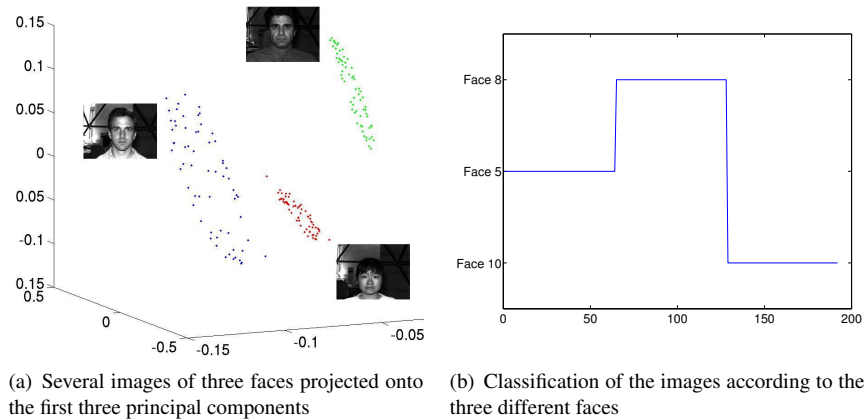 0.15
0.1
0.05
0
0.05
-0.1
0.15
0.5
0
-0.5
-0.15
-0.1
-0.05
Face 8
Face 5
Face 10
0 50 100 150 200
(a) Several images of three faces projected onto
the first three principal components
(b) Classification of the images according to the
three different faces